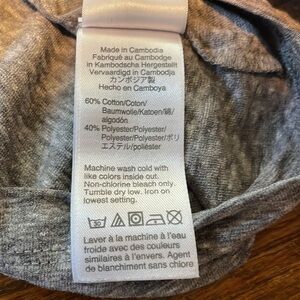 Made in Cambodia
Fabriqué au Cambodge
in Kambodscha Hergestellt
Vervaardigd in Cambodja
カンボジア製
Hecho en Camboya
60% Cotton/Coton/
Baumwolle/Katoen/綿/
algodón
40% Polyester/Polyester/
Polyester/Polyester/ポリ
エステル/poliéster
Machine wash cold with
like colors inside out.
Non-chlorine bleach only.
Tumble dry low. Iron on
lowest setting.
Laver à la machine à l'eau
froide avec des couleurs
similaires à l'envers. Agent
de blanchiment sans chlore